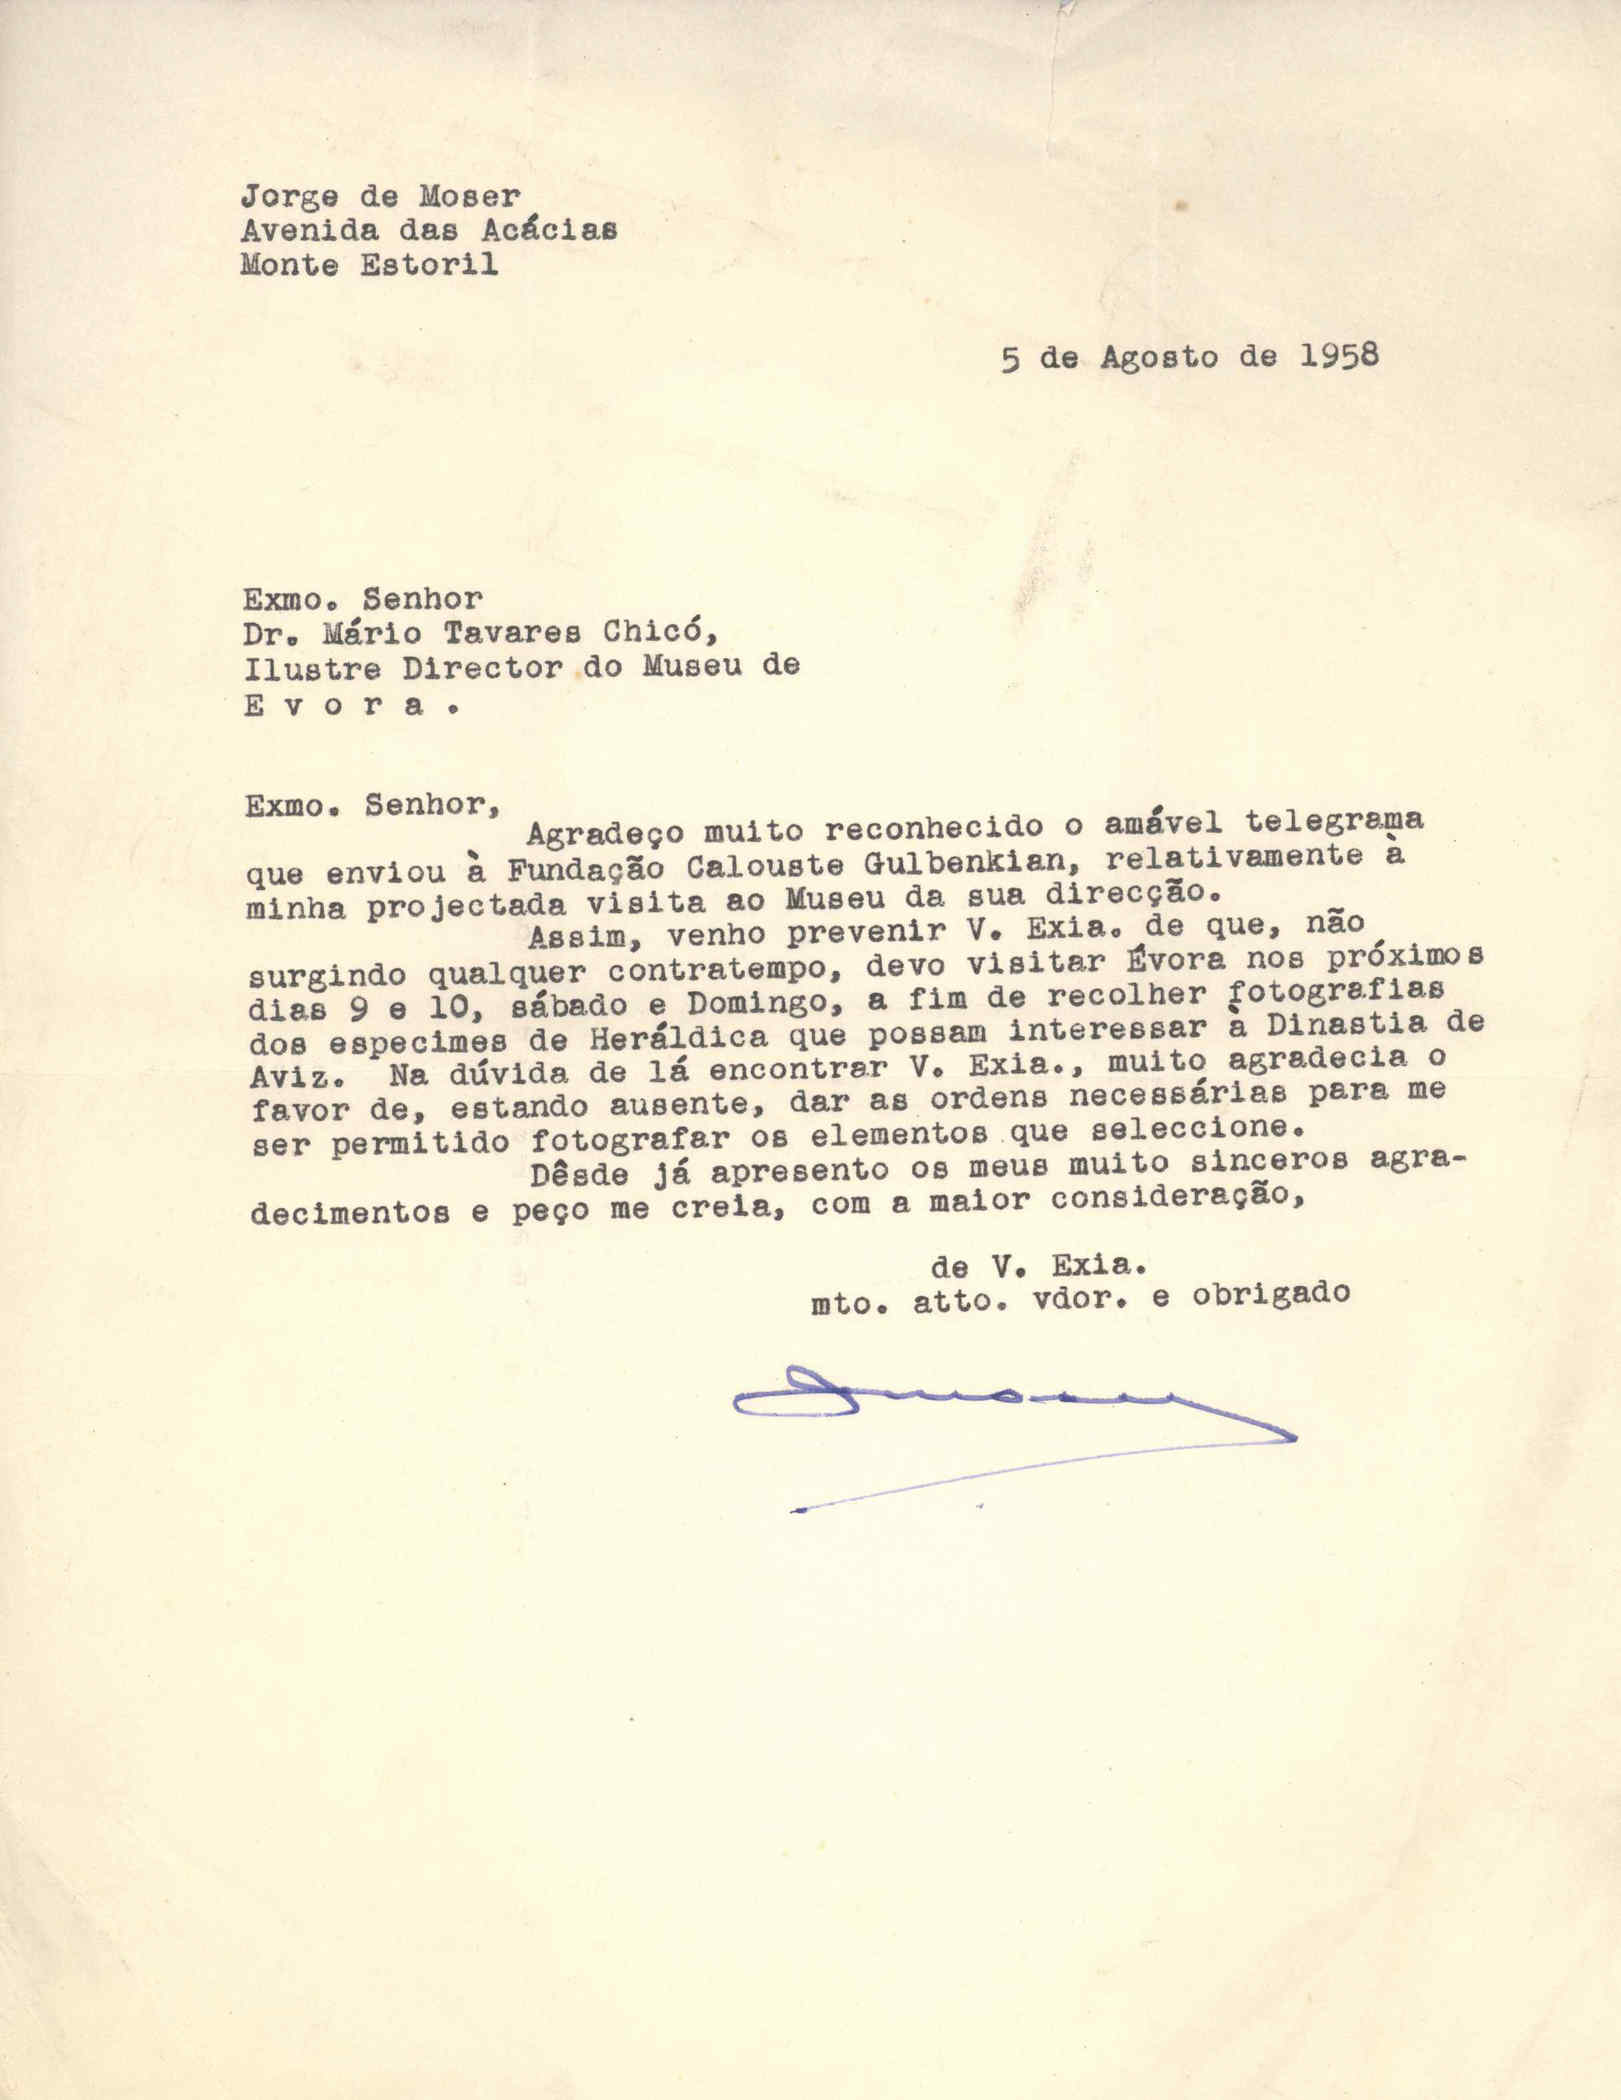 Jorge de Moser
Avenida das Acácias
Monte Estoril
5 de Agosto de 1958
Exmo. Senhor
Dr. Mário Tavares Chicó,
Ilustre Director do Museu de
E v o r a .
Exmo. Senhor,
Agradeço muito reconhecido o amável telegrama
que enviou à Fundação Calouste Gulbenkian, relativamente à
minha projectada visita ao Museu da sua direcção.
Assim, venho prevenir V. Exia. de que, não
surgindo qualquer contratempo, devo visitar Évora nos próximos
dias 9 e 10, sábado e Domingo, a fim de recolher fotografias
dos especimes de Heráldica que possam interessar à Dinastia de
Aviz. Na dúvida de lá encontrar V. Exia., muito agradecia o
favor de, estando ausente, dar as ordens necessárias para me
ser permitido fotografar os elementos que seleccione.
Dêsde já apresento os meus muito sinceros agra-
decimentos e peço me creia, com a maior consideração,
de V. Exia.
mto. atto. vdor. e obrigado